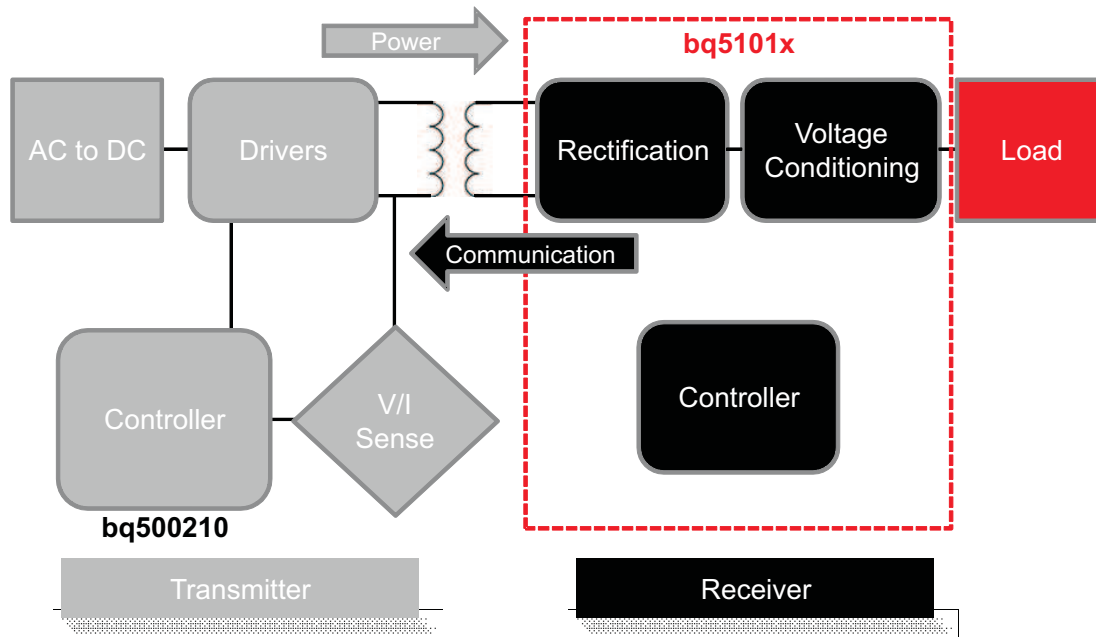 Power
bq5101x
AC to DC
Drivers
Rectification
Voltage
Conditioning
Load
Communication
Controller
V/I
Sense
Controller
bq500210
Transmitter
Receiver